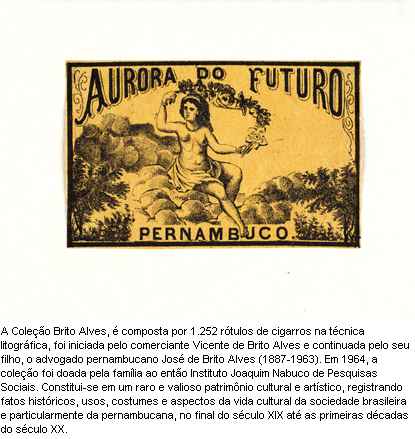 AURORA DO FUTURO
PERNAMBUCO.
A Coleção Brito Alves, é composta por 1.252 rótulos de cigarros na técnica
litográfica, foi iniciada pelo comerciante Vicente de Brito Alves e continuada pelo seu
filho, o advogado pernambucano José de Brito Alves (1887-1963). Em 1964, a
coleção foi doada pela família ao então Instituto Joaquim Nabuco de Pesquisas
Sociais. Constitui-se em um raro e valioso patrimônio cultural e artístico, registrando
fatos históricos, usos, costumes e aspectos da vida cultural da sociedade brasileira
e particularmente da pernambucana, no final do século XIX até as primeiras décadas
do século XX.